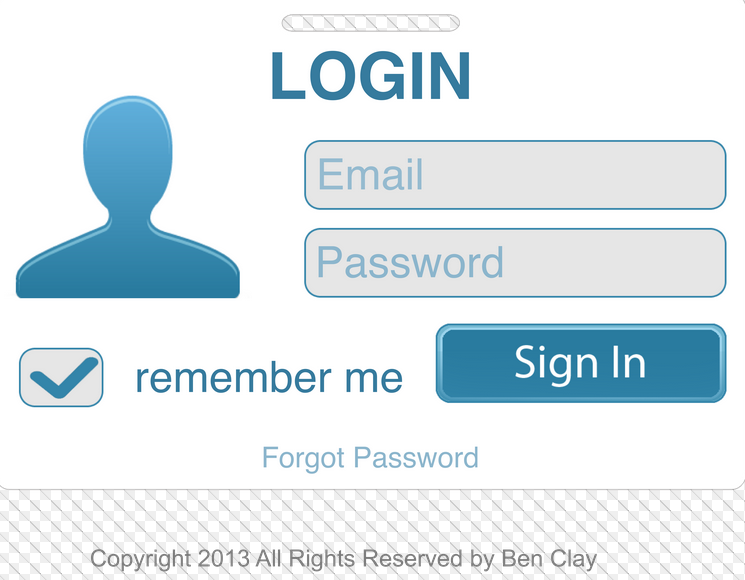 LOGIN
Email
Password
remember me
Sign In
Forgot Password
Copyright 2013 All Rights Reserved by Ben Clay